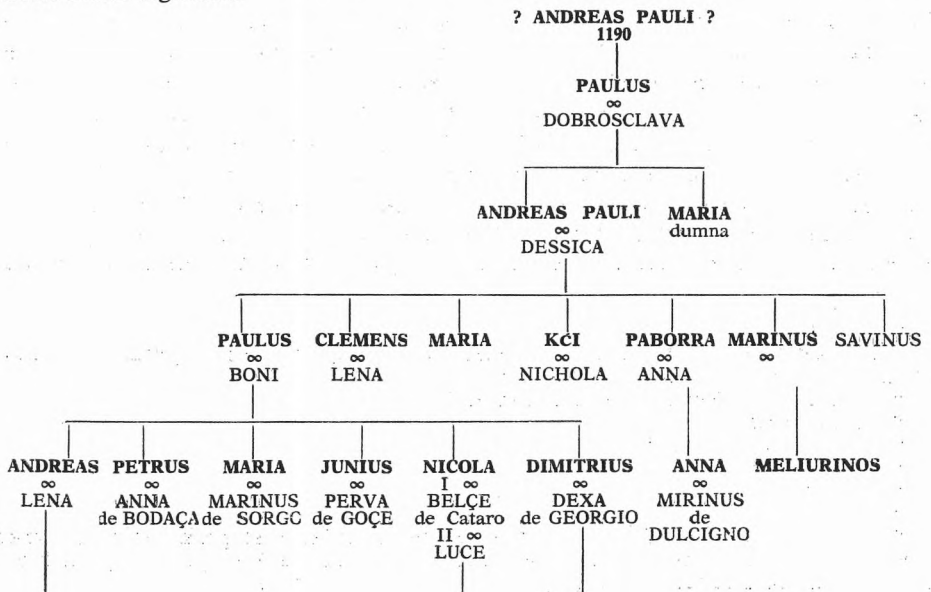 ? ANDREAS PAULI ?
1190
PAULUS
∞
DOBROSCLAVA
ANDREAS PAULI MARIA
∞ dumna
DESSICA
PAULUS CLEMENS MARIA KćI PABORRA MARINUS SAVINUS
∞ ∞ ∞ ∞ ∞
BONI LENA NICHOLA ANNA
ANDREAS PETRUS MARIA JUNIUS NICOLA DIMITRIUS ANNA MELIURINOS
∞ ∞ ∞ ∞ I ∞ ∞ ∞
LENA ANNA MARINUS PERVA BELÇE DEXA MIRINUS
de BODAÇA de SORGO de GOÇE de Cataro de GEORGIO de
II ∞ DULCIGNO
LUCE